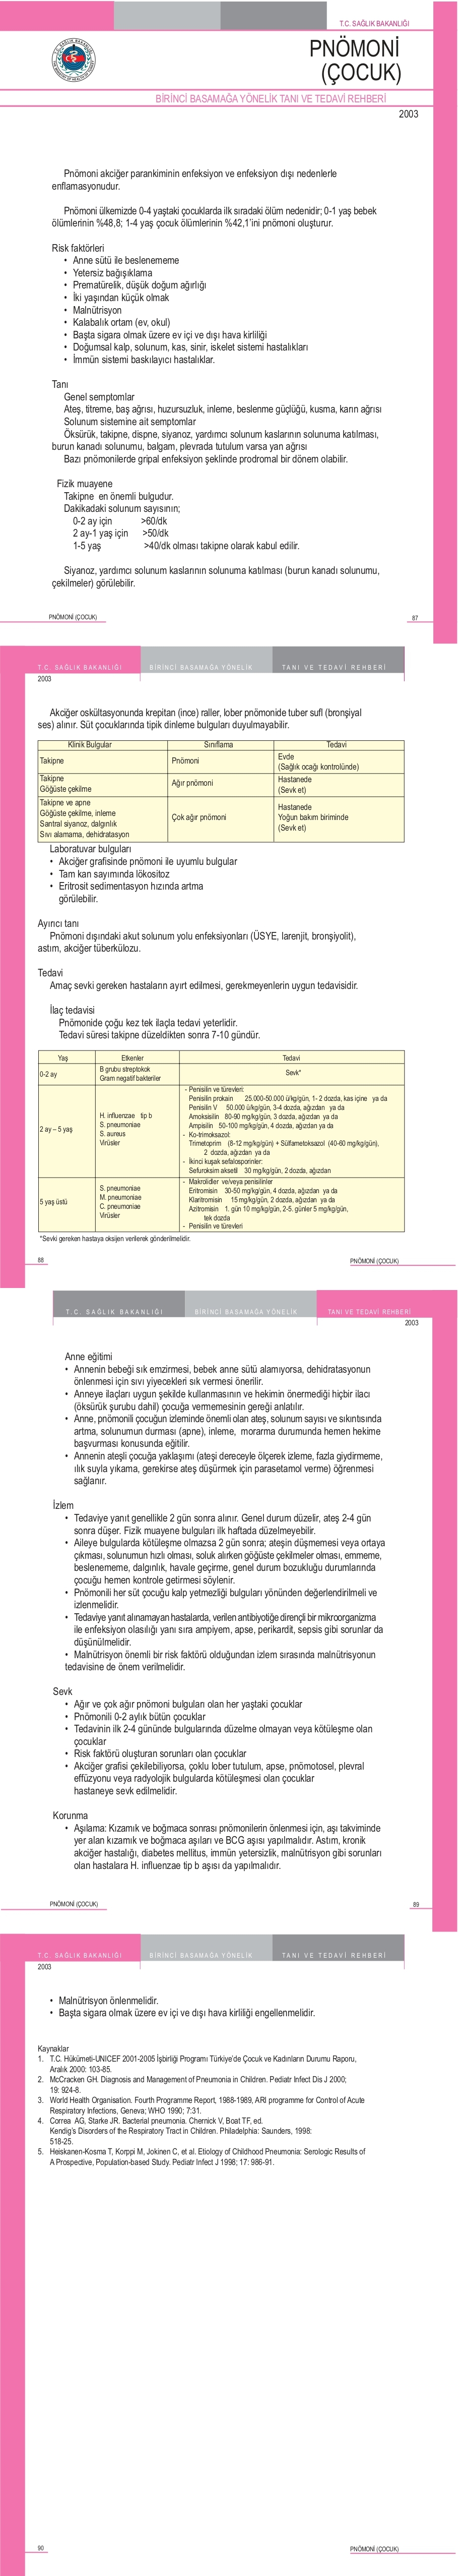 T.C. SAĞLIK BAKANLIĞI
T.C. SAĞLIK BAKANLIĞI
PNÖMONİ
(ÇOCUK)
BİRİNCİ BASAMAĞA YÖNELİK TANI VE TEDAVİ REHBERİ
2003
Pnömoni akciğer parankiminin enfeksiyon ve enfeksiyon dışı nedenlerle
enflamasyonudur.
Pnömoni ülkemizde 0-4 yaştaki çocuklarda ilk sıradaki ölüm nedenidir; 0-1 yaş bebek
ölümlerinin %48,8; 1-4 yaş çocuk ölümlerinin %42,1'ini pnömoni oluşturur.
Risk faktörleri
• Anne sütü ile beslenememe
• Yetersiz bağışıklama
• Prematürelik, düşük doğum ağırlığı
• İki yaşından küçük olmak
• Malnütrisyon
• Kalabalık ortam (ev, okul)
• Başta sigara olmak üzere ev içi ve dışı hava kirliliği
• Doğumsal kalp, solunum, kas, sinir, iskelet sistemi hastalıkları
• İmmün sistemi baskılayıcı hastalıklar.
Tanı
Genel semptomlar
Ateş, titreme, baş ağrısı, huzursuzluk, inleme, beslenme güçlüğü, kusma, karın ağrısı
Solunum sistemine ait semptomlar
Öksürük, takipne, dispne, siyanoz, yardımcı solunum kaslarının solunuma katılması,
burun kanadı solunumu, balgam, plevrada tutulum varsa yan ağrısı
Bazı pnömonilerde gripal enfeksiyon şeklinde prodromal bir dönem olabilir.
Fizik muayene
Takipne en önemli bulgudur.
Dakikadaki solunum sayısının;
0-2 ay için >60/dk
2 ay-1 yaş için >50/dk
1-5 yaş >40/dk olması takipne olarak kabul edilir.
Siyanoz, yardımcı solunum kaslarının solunuma katılması (burun kanadı solunumu,
çekilmeler) görülebilir.
PNÖMONİ (ÇOCUK) 87
T.C. SAĞLIK BAKANLIĞI BİRİNCİ BASAMAĞA YÖNELİK TANI VE TEDAVİ REHBERİ
2003
Akciğer oskültasyonunda krepitan (ince) raller, lober pnömonide tuber sufl (bronşiyal
ses) alınır. Süt çocuklarında tipik dinleme bulguları duyulmayabilir.
Klinik Bulgular Sınıflama Tedavi
Takipne Pnömoni Evde
(Sağlık ocağı kontrolünde)
Takipne
Göğüste çekilme Ağır pnömoni Hastanede
(Sevk et)
Takipne ve apne
Göğüste çekilme, inleme
Santral siyanoz, dalgınlık
Sıvı alamama, dehidratasyon Çok ağır pnömoni Hastanede
Yoğun bakım biriminde
(Sevk et)
Laboratuvar bulguları
• Akciğer grafisinde pnömoni ile uyumlu bulgular
• Tam kan sayımında lökositoz
• Eritrosit sedimentasyon hızında artma
görülebilir.
Ayırıcı tanı
Pnömoni dışındaki akut solunum yolu enfeksiyonları (ÜSYE, larenjit, bronşiyolit),
astım, akciğer tüberkülozu.
Tedavi
Amaç sevki gereken hastaların ayırt edilmesi, gerekmeyenlerin uygun tedavisidir.
İlaç tedavisi
Pnömonide çoğu kez tek ilaçla tedavi yeterlidir.
Tedavi süresi takipne düzeldikten sonra 7-10 gündür.
Yaş Etkenler Tedavi
0-2 ay B grubu streptokok
Gram negatif bakteriler Sevk*
2 ay – 5 yaş H. influenzae tip b
S. pneumoniae
S. aureus
Virüsler
- Penisilin ve türevleri:
Penisilin prokain 25.000-50.000 ü/kg/gün, 1- 2 dozda, kas içine ya da
Penisilin V 50.000 ü/kg/gün, 3-4 dozda, ağızdan ya da
Amoksisilin 80-90 mg/kg/gün, 3 dozda, ağızdan ya da
Ampisilin 50-100 mg/kg/gün, 4 dozda, ağızdan ya da
- Ko-trimoksazol:
Trimetoprim (8-12 mg/kg/gün) + Sülfametoksazol (40-60 mg/kg/gün),
2 dozda, ağızdan ya da
- İkinci kuşak sefalosporinler:
Sefuroksim aksetil 30 mg/kg/gün, 2 dozda, ağızdan
5 yaş üstü S. pneumoniae
M. pneumoniae
C. pneumoniae
Virüsler
- Makrolidler ve/veya penisilinler
Eritromisin 30-50 mg/kg/gün, 4 dozda, ağızdan ya da
Klaritromisin 15 mg/kg/gün, 2 dozda, ağızdan ya da
Azitromisin 1. gün 10 mg/kg/gün, 2-5. günler 5 mg/kg/gün,
tek dozda
- Penisilin ve türevleri
*Sevki gereken hastaya oksijen verilerek gönderilmelidir.
88 PNÖMONİ (ÇOCUK)
T.C. SAĞLIK BAKANLIĞI BİRİNCİ BASAMAĞA YÖNELİK TANI VE TEDAVİ REHBERİ
2003
Anne eğitimi
• Annenin bebeği sık emzirmesi, bebek anne sütü alamıyorsa, dehidratasyonun
önlenmesi için sıvı yiyecekleri sık vermesi önerilir.
• Anneye ilaçları uygun şekilde kullanmasının ve hekimin önermediği hiçbir ilacı
(öksürük şurubu dahil) çocuğa vermemesinin gereği anlatılır.
• Anne, pnömonili çocuğun izleminde önemli olan ateş, solunum sayısı ve sıkıntısında
artma, solunumun durması (apne), inleme, morarma durumunda hemen hekime
başvurması konusunda eğitilir.
• Annenin ateşli çocuğa yaklaşımı (ateşi dereceyle ölçerek izleme, fazla giydirmeme,
ılık suyla yıkama, gerekirse ateş düşürmek için parasetamol verme) öğrenmesi
sağlanır.
İzlem
• Tedaviye yanıt genellikle 2 gün sonra alınır. Genel durum düzelir, ateş 2-4 gün
sonra düşer. Fizik muayene bulguları ilk haftada düzelmeyebilir.
• Aileye bulgularda kötüleşme olmazsa 2 gün sonra; ateşin düşmemesi veya ortaya
çıkması, solunumun hızlı olması, soluk alırken göğüste çekilmeler olması, emmeme,
beslenememe, dalgınlık, havale geçirme, genel durum bozukluğu durumlarında
çocuğu hemen kontrole getirmesi söylenir.
• Pnömonili her süt çocuğu kalp yetmezliği bulguları yönünden değerlendirilmeli ve
izlenmelidir.
• Tedaviye yanıt alınamayan hastalarda, verilen antibiyotiğe dirençli bir mikroorganizma
ile enfeksiyon olasılığı yanı sıra ampiyem, apse, perikardit, sepsis gibi sorunlar da
düşünülmelidir.
• Malnütrisyon önemli bir risk faktörü olduğundan izlem sırasında malnütrisyonun
tedavisine de önem verilmelidir.
Sevk
• Ağır ve çok ağır pnömoni bulguları olan her yaştaki çocuklar
• Pnömonili 0-2 aylık bütün çocuklar
• Tedavinin ilk 2-4 gününde bulgularında düzelme olmayan veya kötüleşme olan
çocuklar
• Risk faktörü oluşturan sorunları olan çocuklar
• Akciğer grafisi çekilebiliyorsa, çoklu lober tutulum, apse, pnömotosel, plevral
effüzyonu veya radyolojik bulgularda kötüleşmesi olan çocuklar
hastaneye sevk edilmelidir.
Korunma
• Aşılama: Kızamık ve boğmaca sonrası pnömonilerin önlenmesi için, aşı takviminde
yer alan kızamık ve boğmaca aşıları ve BCG aşısı yapılmalıdır. Astım, kronik
akciğer hastalığı, diabetes mellitus, immün yetersizlik, malnütrisyon gibi sorunları
olan hastalara H. influenzae tip b aşısı da yapılmalıdır.
PNÖMONİ (ÇOCUK) 89
T.C. SAĞLIK BAKANLIĞI BİRİNCİ BASAMAĞA YÖNELİK TANI VE TEDAVİ REHBERİ
2003
• Malnütrisyon önlenmelidir.
• Başta sigara olmak üzere ev içi ve dışı hava kirliliği engellenmelidir.
Kaynaklar
1. T.C. Hükümeti-UNICEF 2001-2005 İşbirliği Programı Türkiye'de Çocuk ve Kadınların Durumu Raporu,
Aralık 2000: 103-85.
2. McCracken GH. Diagnosis and Management of Pneumonia in Children. Pediatr Infect Dis J 2000;
19: 924-8.
3. World Health Organisation. Fourth Programme Report, 1988-1989, ARI programme for Control of Acute
Respiratory Infections, Geneva; WHO 1990; 7:31.
4. Correa AG, Starke JR. Bacterial pneumonia. Chernick V, Boat TF, ed.
Kendig's Disorders of the Respiratory Tract in Children. Philadelphia: Saunders, 1998:
518-25.
5. Heiskanen-Kosma T, Korppi M, Jokinen C, et al. Etiology of Childhood Pneumonia: Serologic Results of
A Prospective, Population-based Study. Pediatr Infect J 1998; 17: 986-91.
90 PNÖMONİ (ÇOCUK)